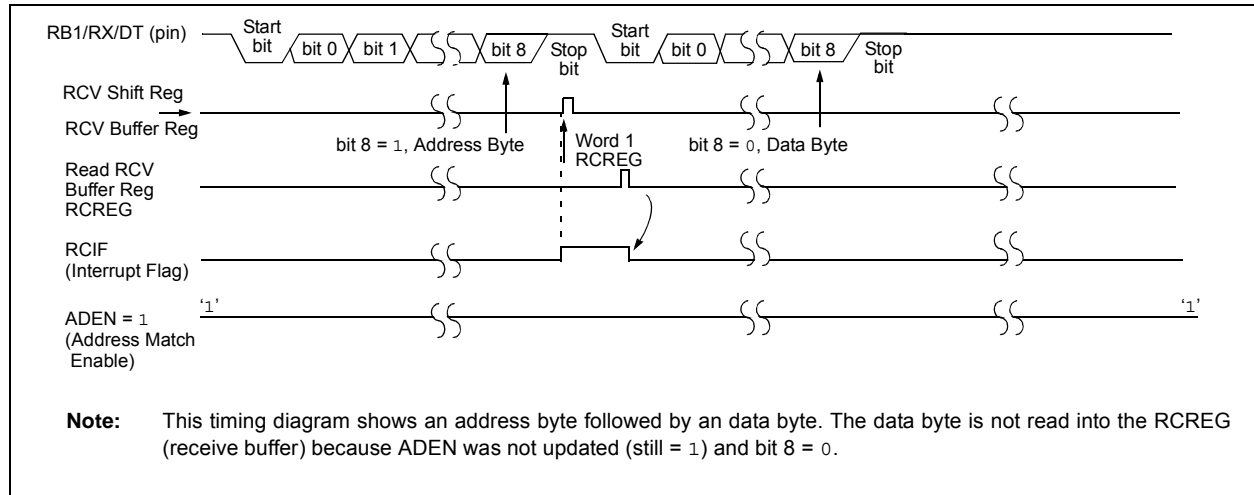 RB1/RX/DT (pin)
Start
bit
bit 0
bit 1
bit 8
Stop
bit
Start
bit
bit 0
bit 8
Stop
bit
RCV Shift Reg
RCV Buffer Reg
bit 8 = 1, Address Byte
Word 1
RCREG
bit 8 = 0, Data Byte
Read RCV
Buffer Reg
RCREG
RCIF
(Interrupt Flag)
‘1’
‘1’
ADEN = 1
(Address Match
Enable)
Note: This timing diagram shows an address byte followed by an data byte. The data byte is not read into the RCREG
(receive buffer) because ADEN was not updated (still = 1) and bit 8 = 0.